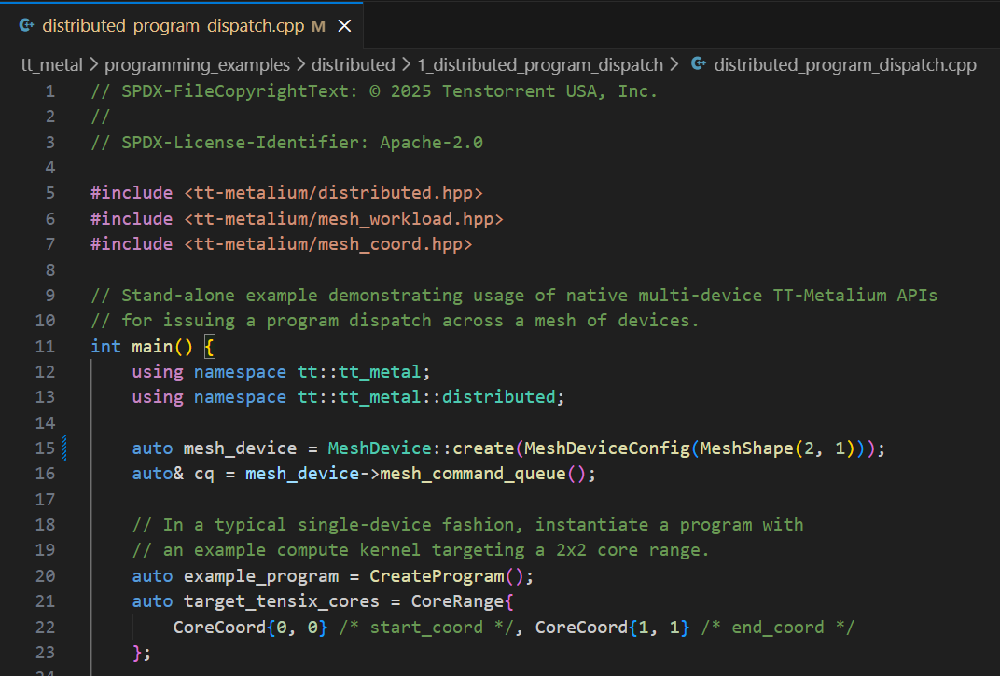 distributed_program_dispatch.cpp M ×
tt_metal > programming_examples > distributed > 1_distributed_program_dispatch > distributed_program_dispatch.cpp
1 // SPDX-FileCopyrightText: © 2025 Tenstorrent USA, Inc.
2 //
3 // SPDX-License-Identifier: Apache-2.0
4
5 #include <tt-metalium/distributed.hpp>
6 #include <tt-metalium/mesh_workload.hpp>
7 #include <tt-metalium/mesh_coord.hpp>
8
9 // Stand-alone example demonstrating usage of native multi-device TT-Metalium APIs
10 // for issuing a program dispatch across a mesh of devices.
11 int main() {
12     using namespace tt::tt_metal;
13     using namespace tt::tt_metal::distributed;
14
15     auto mesh_device = MeshDevice::create(MeshDeviceConfig(MeshShape(2, 1)));
16     auto& cq = mesh_device->mesh_command_queue();
17
18     // In a typical single-device fashion, instantiate a program with
19     // an example compute kernel targeting a 2x2 core range.
20     auto example_program = CreateProgram();
21     auto target_tensix_cores = CoreRange{
22         CoreCoord{0, 0} /* start_coord */, CoreCoord{1, 1} /* end_coord */
23     };
24